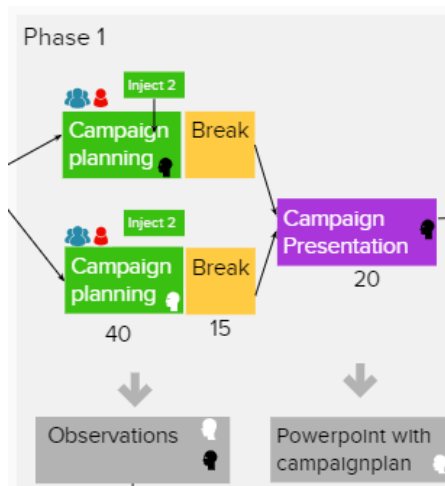 Phase 1
Inject 2
Campaign
planning
Break
Inject 2
Campaign
planning
Break
Campaign
Presentation
20
40
15
Observations
Powerpoint with
campaignplan